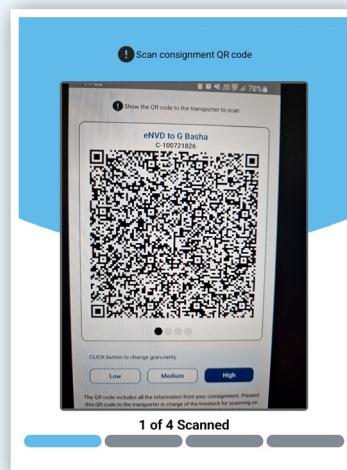 Scan consignment QR code
78%
Show the QR code to the transporter to scan
eNVD to G Basha
C-100721826
CLICK button to change granularity
Low
Medium
High
The QR code includes all the information from your consignment. Present
this QR code to the transporter in charge of the livestock for scanning on
1 of 4 Scanned